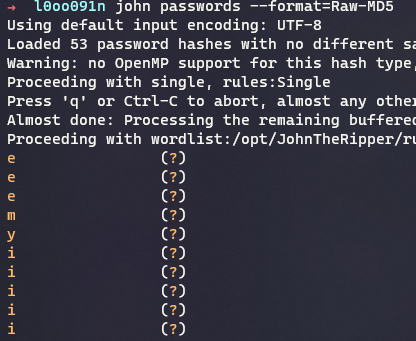 → l0oo091n john passwords --format=Raw-MD5
Using default input encoding: UTF-8
Loaded 53 password hashes with no different sa
Warning: no OpenMP support for this hash type,
Proceeding with single, rules:Single
Press 'q' or Ctrl-C to abort, almost any othe
Almost done: Processing the remaining buffered
Proceeding with wordlist:/opt/JohnTheRipper/ru
e (?)
e (?)
e (?)
m (?)
y (?)
i (?)
i (?)
i (?)
i (?)
i (?)